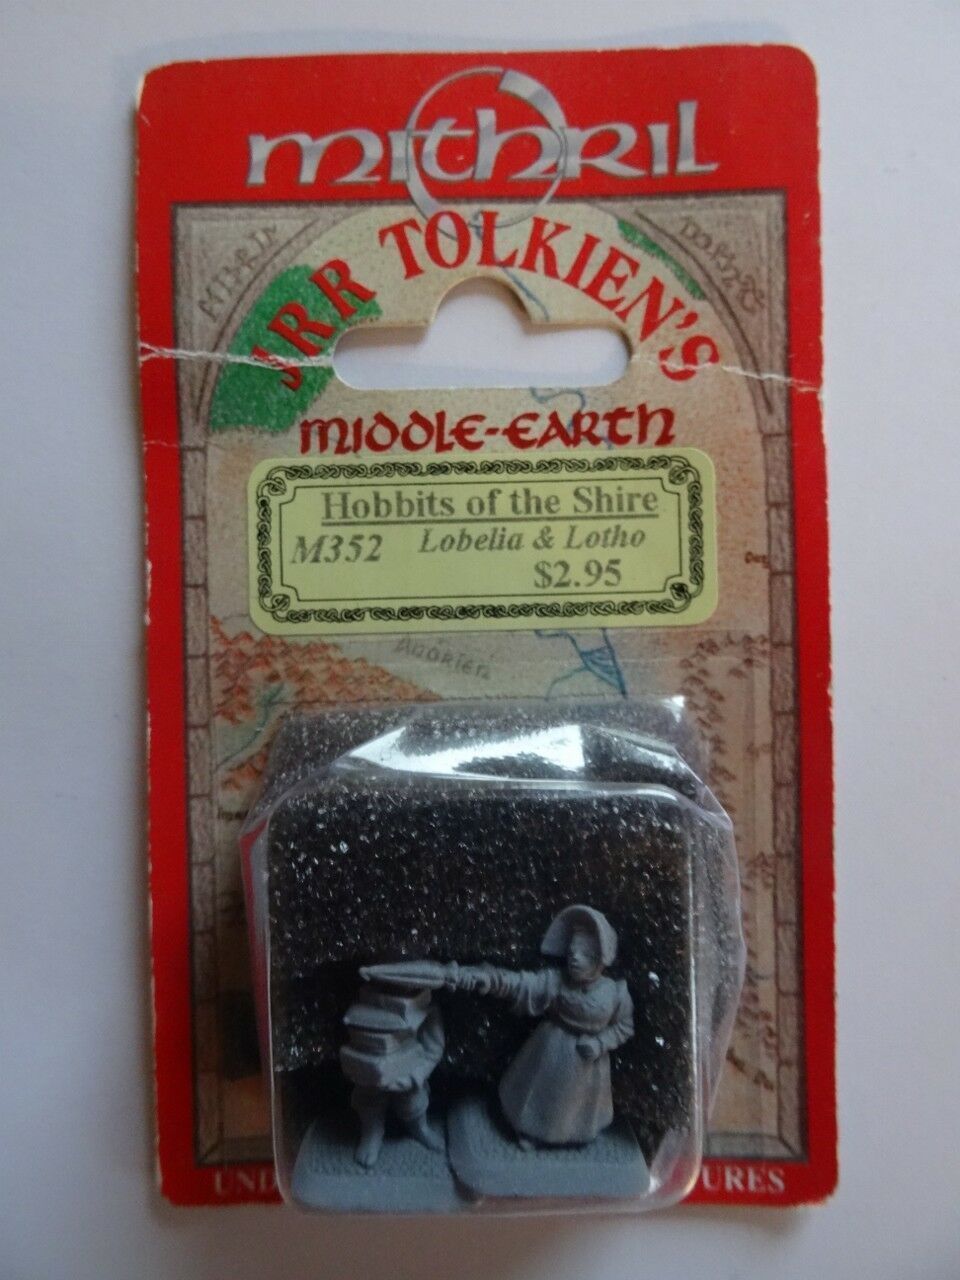 mithril
JRR TOLKIEN'S
MIDDLE-EARTH
Hobbits of the Shire
M352 Lobelia & Lotho
$2.95